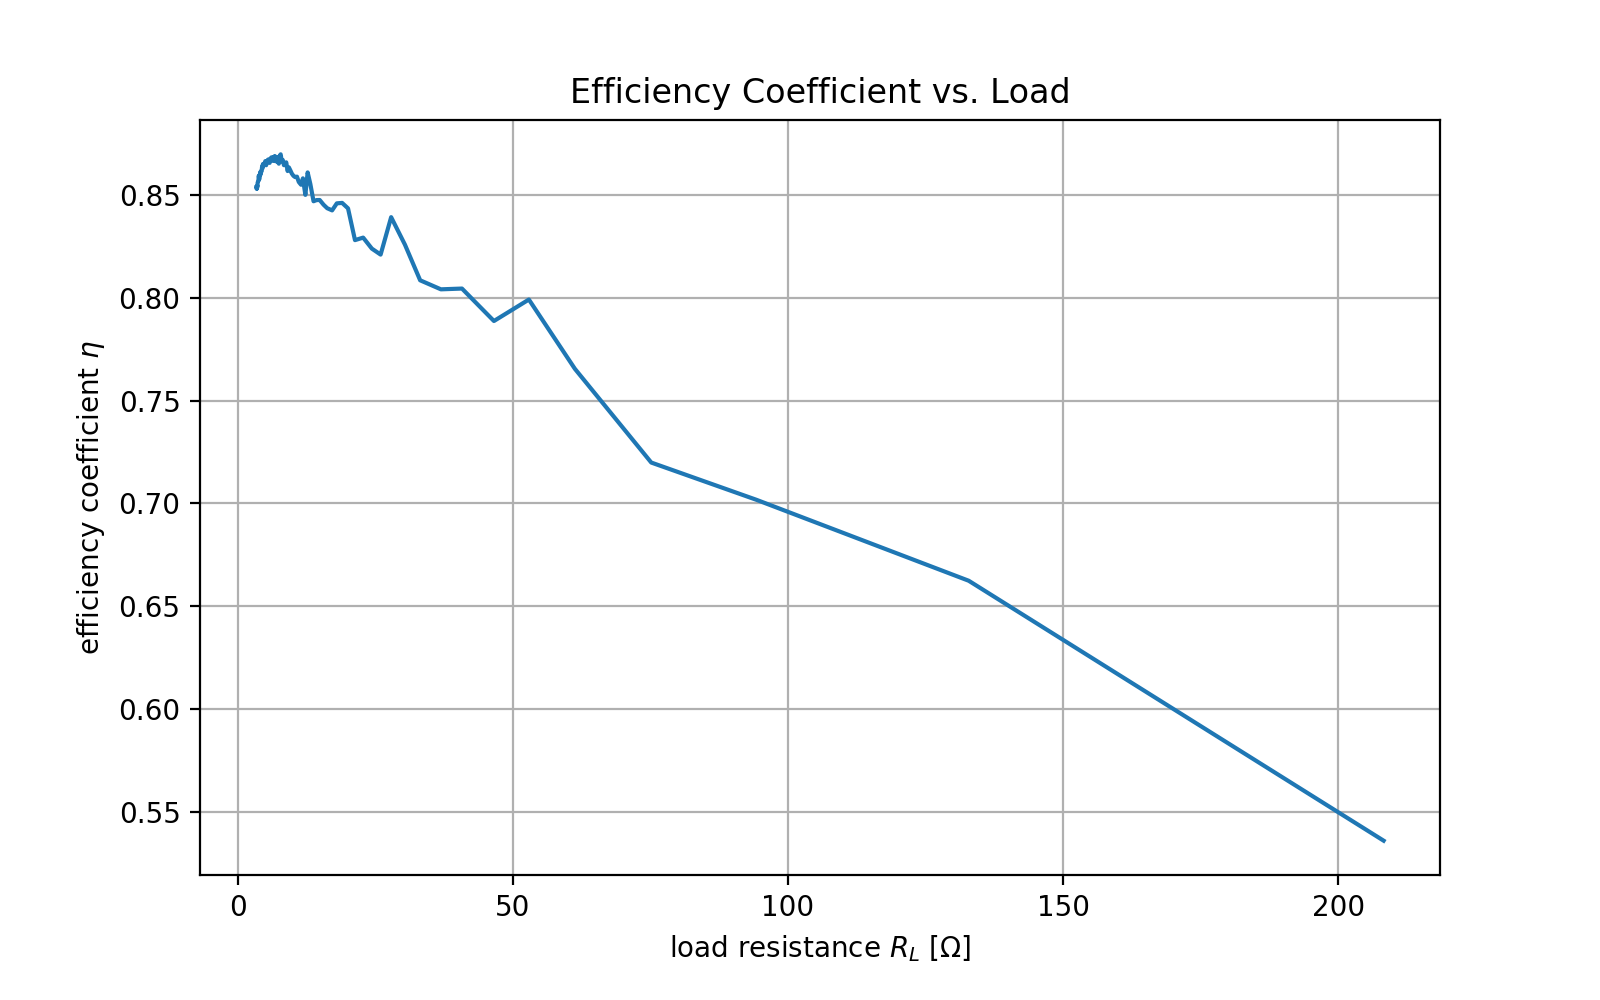 Efficiency Coefficient vs. Load
efficiency coefficient η
0.85
0.80
0.75
0.70
0.65
0.60
0.55
0 50 100 150 200
load resistance R_L [Ω]